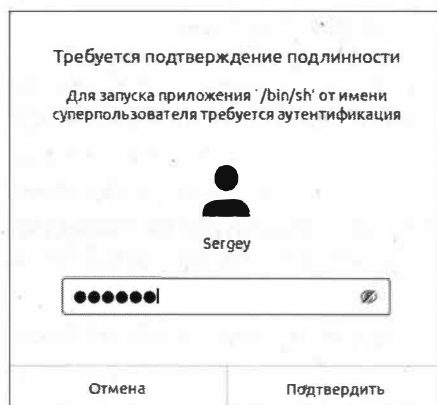 Требуется подтверждение подлинности
Для запуска приложения `/bin/sh' от имени
суперпользователя требуется аутентификация
Sergey
●●●●●●
Отмена
Подтвердить